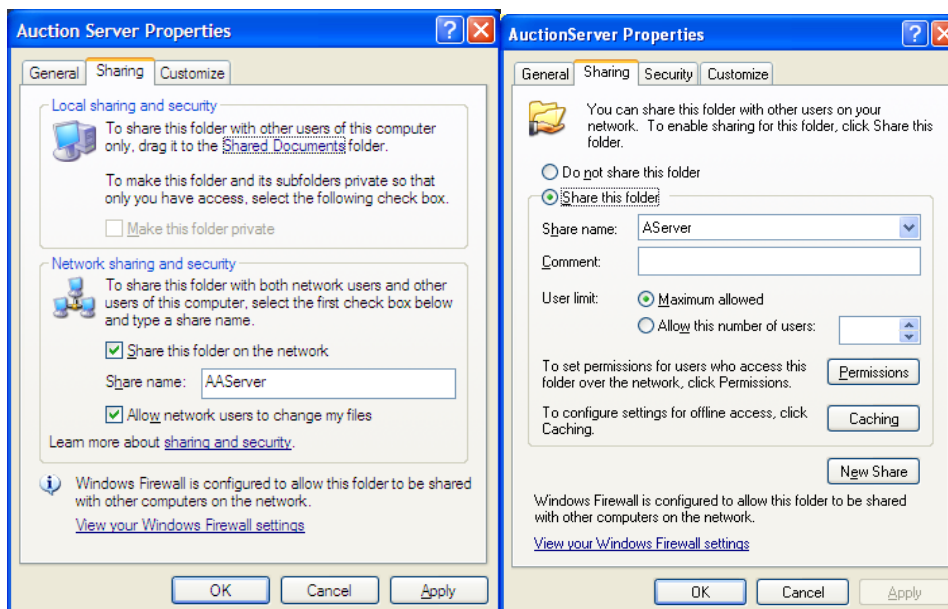 Auction Server Properties
General Sharing Customize
Local sharing and security
To share this folder with other users of this computer
only, drag it to the Shared Documents folder.
To make this folder and its subfolders private so that
only you have access, select the following check box.
Make this folder private
Network sharing and security
To share this folder with both network users and other
users of this computer, select the first check box below
and type a share name.
Share this folder on the network
Share name: AAServer
Allow network users to change my files
Learn more about sharing and security.
Windows Firewall is configured to allow this folder to be shared
with other computers on the network.
View your Windows Firewall settings
OK Cancel Apply
AuctionServer Properties
General Sharing Security Customize
You can share this folder with other users on your
network. To enable sharing for this folder, click Share this
folder.
Do not share this folder
Share this folder
Share name: AServer
Comment:
User limit: Maximum allowed
Allow this number of users:
To set permissions for users who access this
folder over the network, click Permissions.
Permissions
To configure settings for offline access, click
Caching.
Caching
New Share
Windows Firewall is configured to allow this folder to be shared
with other computers on the network.
View your Windows Firewall settings
OK Cancel Apply